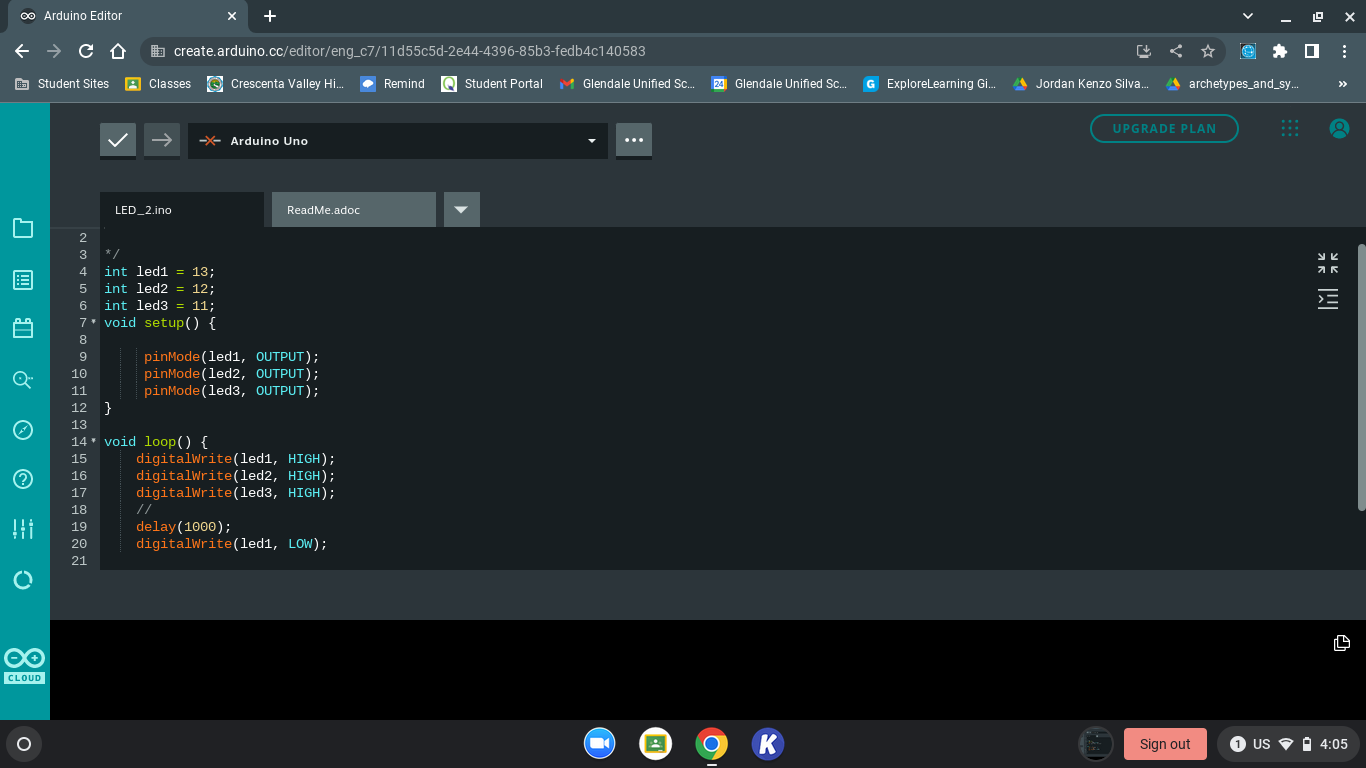 Arduino Editor
create.arduino.cc/editor/eng_c7/11d55c5d-2e44-4396-85b3-fedb4c140583
Student Sites Classes Crescenta Valley Hi... Remind Student Portal Glendale Unified Sc... 24 Glendale Unified Sc... G ExploreLearning Gi... Jordan Kenzo Silva... archetypes_and_sy... »
Arduino Uno UPGRADE PLAN
LED_2.ino ReadMe.adoc
2
3 */
4 int led1 = 13;
5 int led2 = 12;
6 int led3 = 11;
7 void setup() {
8
9 pinMode(led1, OUTPUT);
10 pinMode(led2, OUTPUT);
11 pinMode(led3, OUTPUT);
12 }
13
14 void loop() {
15 digitalWrite(led1, HIGH);
16 digitalWrite(led2, HIGH);
17 digitalWrite(led3, HIGH);
18 //
19 delay(1000);
20 digitalWrite(led1, LOW);
21
CLOUD
K Sign out 1 US 4:05